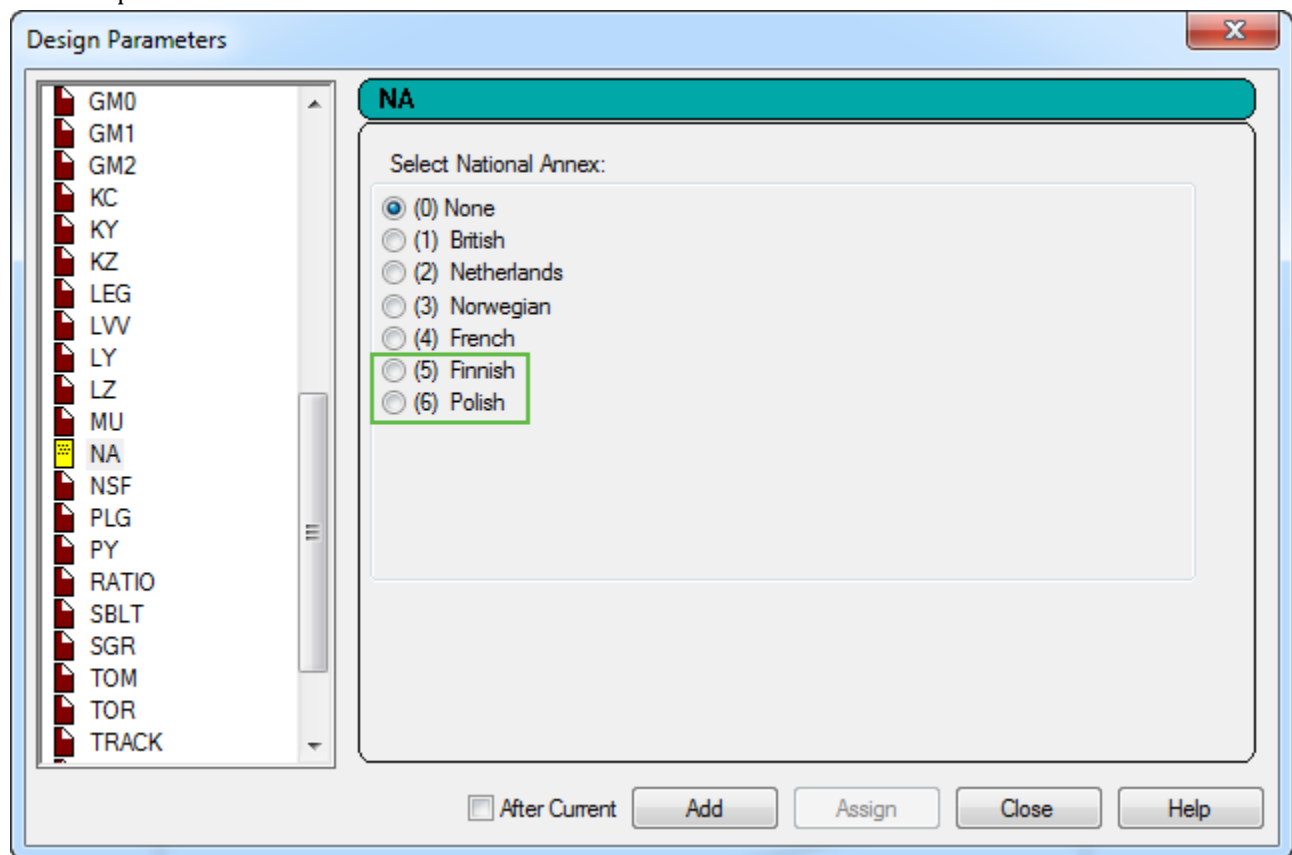 Design Parameters
GM0
GM1
GM2
KC
KY
KZ
LEG
LVV
LY
LZ
MU
NA
NSF
PLG
PY
RATIO
SBLT
SGR
TOM
TOR
TRACK
NA
Select National Annex:
(0) None
(1) British
(2) Netherlands
(3) Norwegian
(4) French
(5) Finnish
(6) Polish
After Current Add Assign Close Help